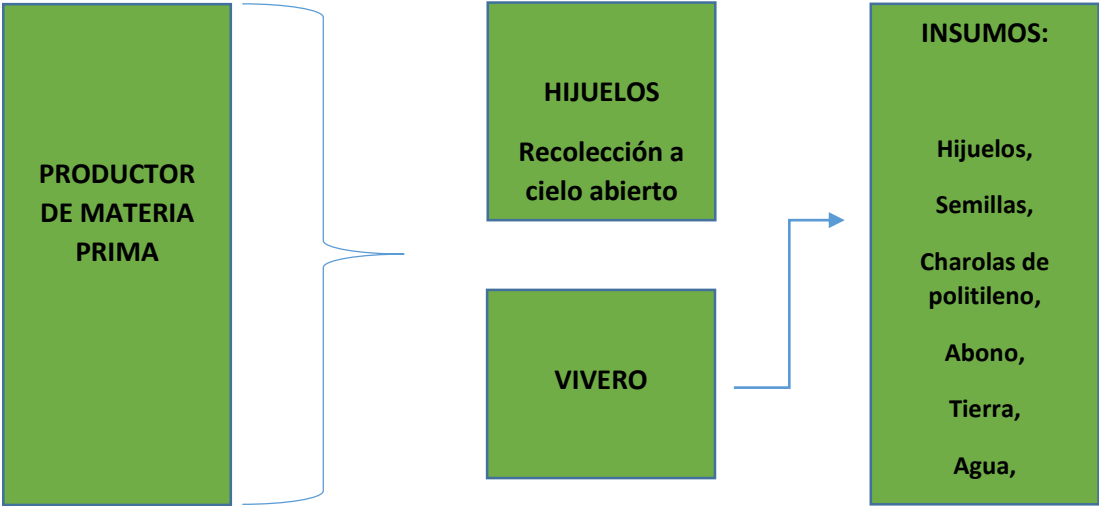 PRODUCTOR
DE MATERIA
PRIMA
HIJUELOS
Recolección a
cielo abierto
VIVERO
INSUMOS:
Hijuelos,
Semillas,
Charolas de
politileno,
Abono,
Tierra,
Agua,